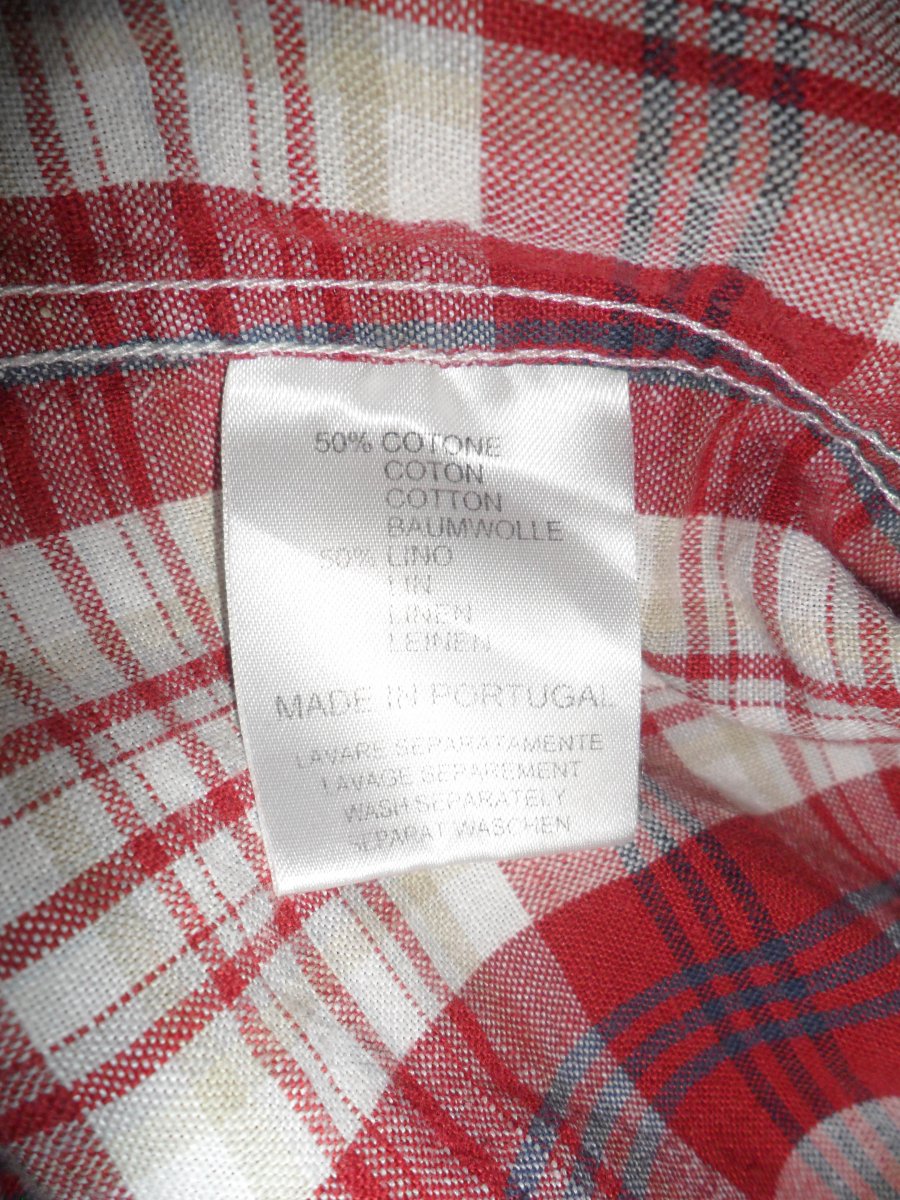 50% COTONE
COTON
COTTON
BAUMWOLLE
50% LINO
LIN
LINEN
LEINEN
MADE IN PORTUGAL
LAVARE SEPARATAMENTE
LAVAGE SEPAREMENT
WASH SEPARATELY
SEPARAT WASCHEN